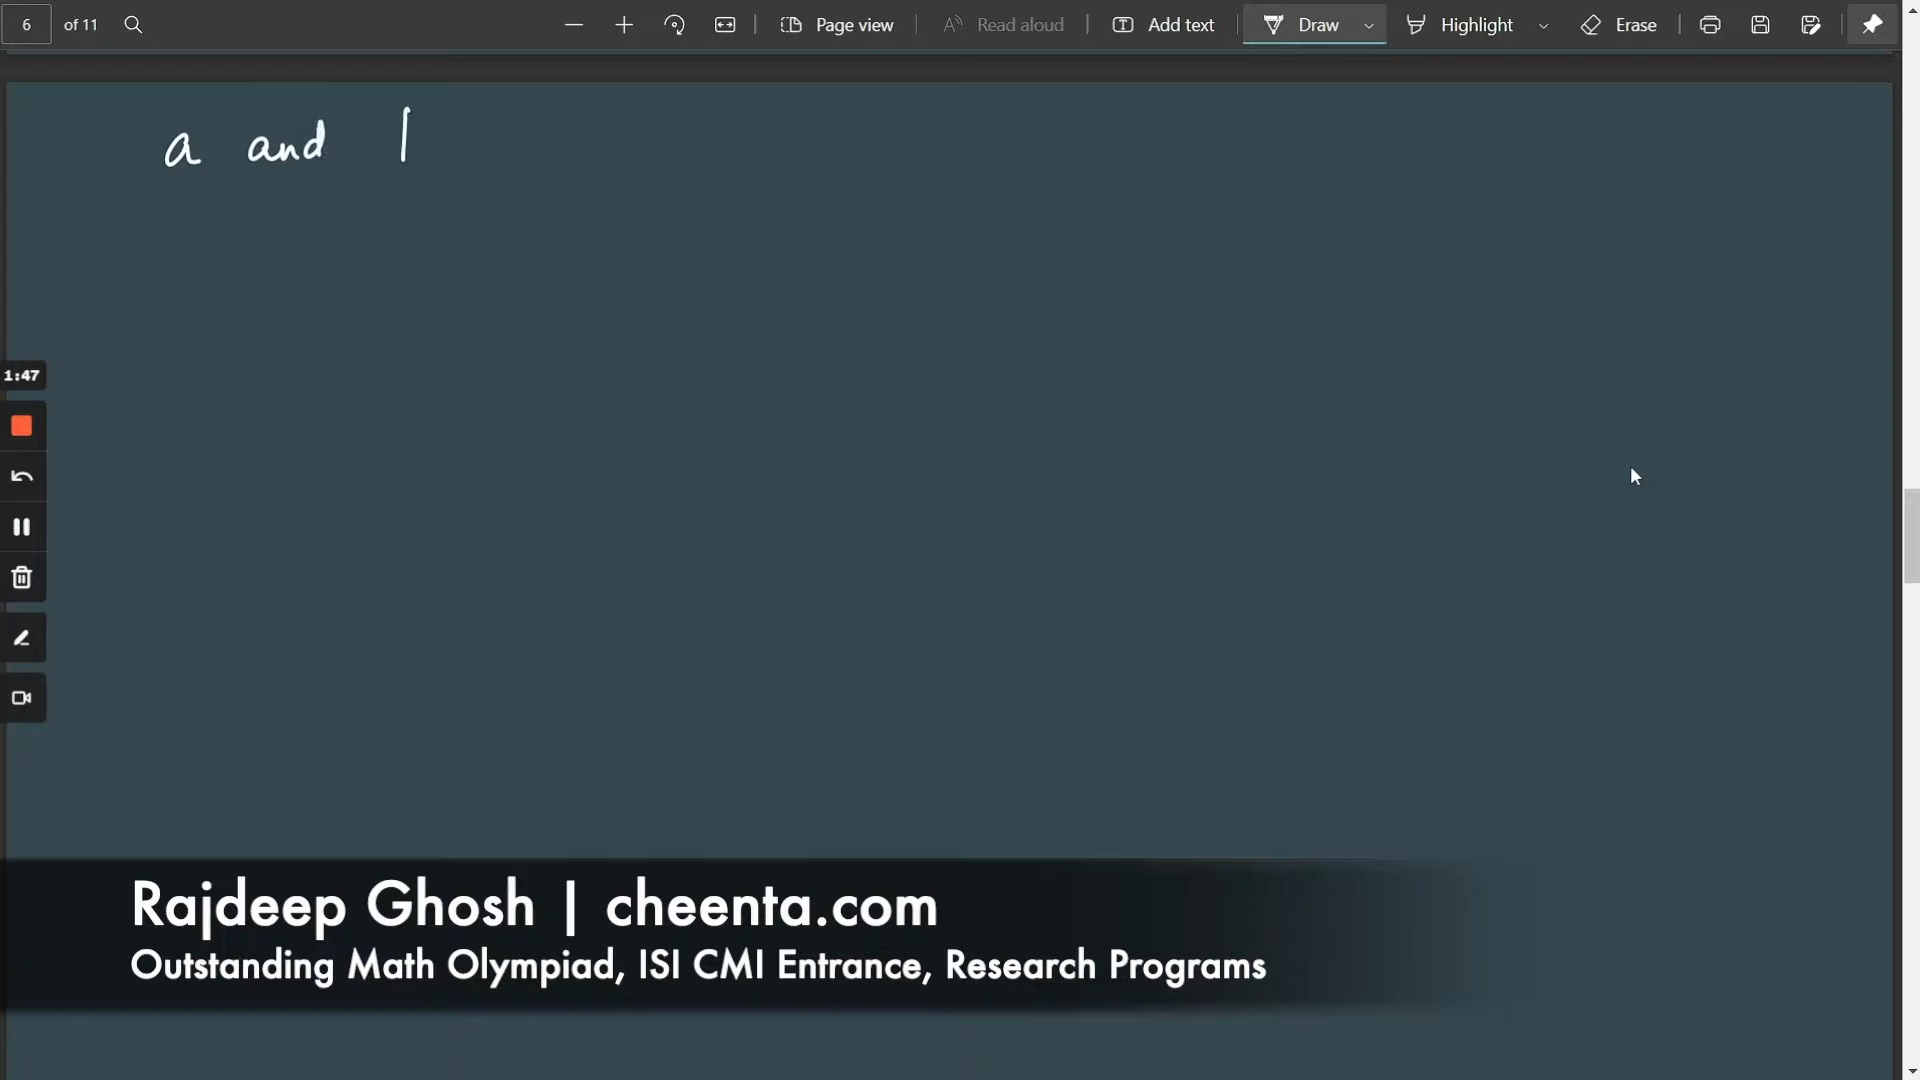 6 of 11 Page view Read aloud Add text Draw Highlight Erase
a and |
1:47
Rajdeep Ghosh | cheenta.com
Outstanding Math Olympiad, ISI CMI Entrance, Research Programs